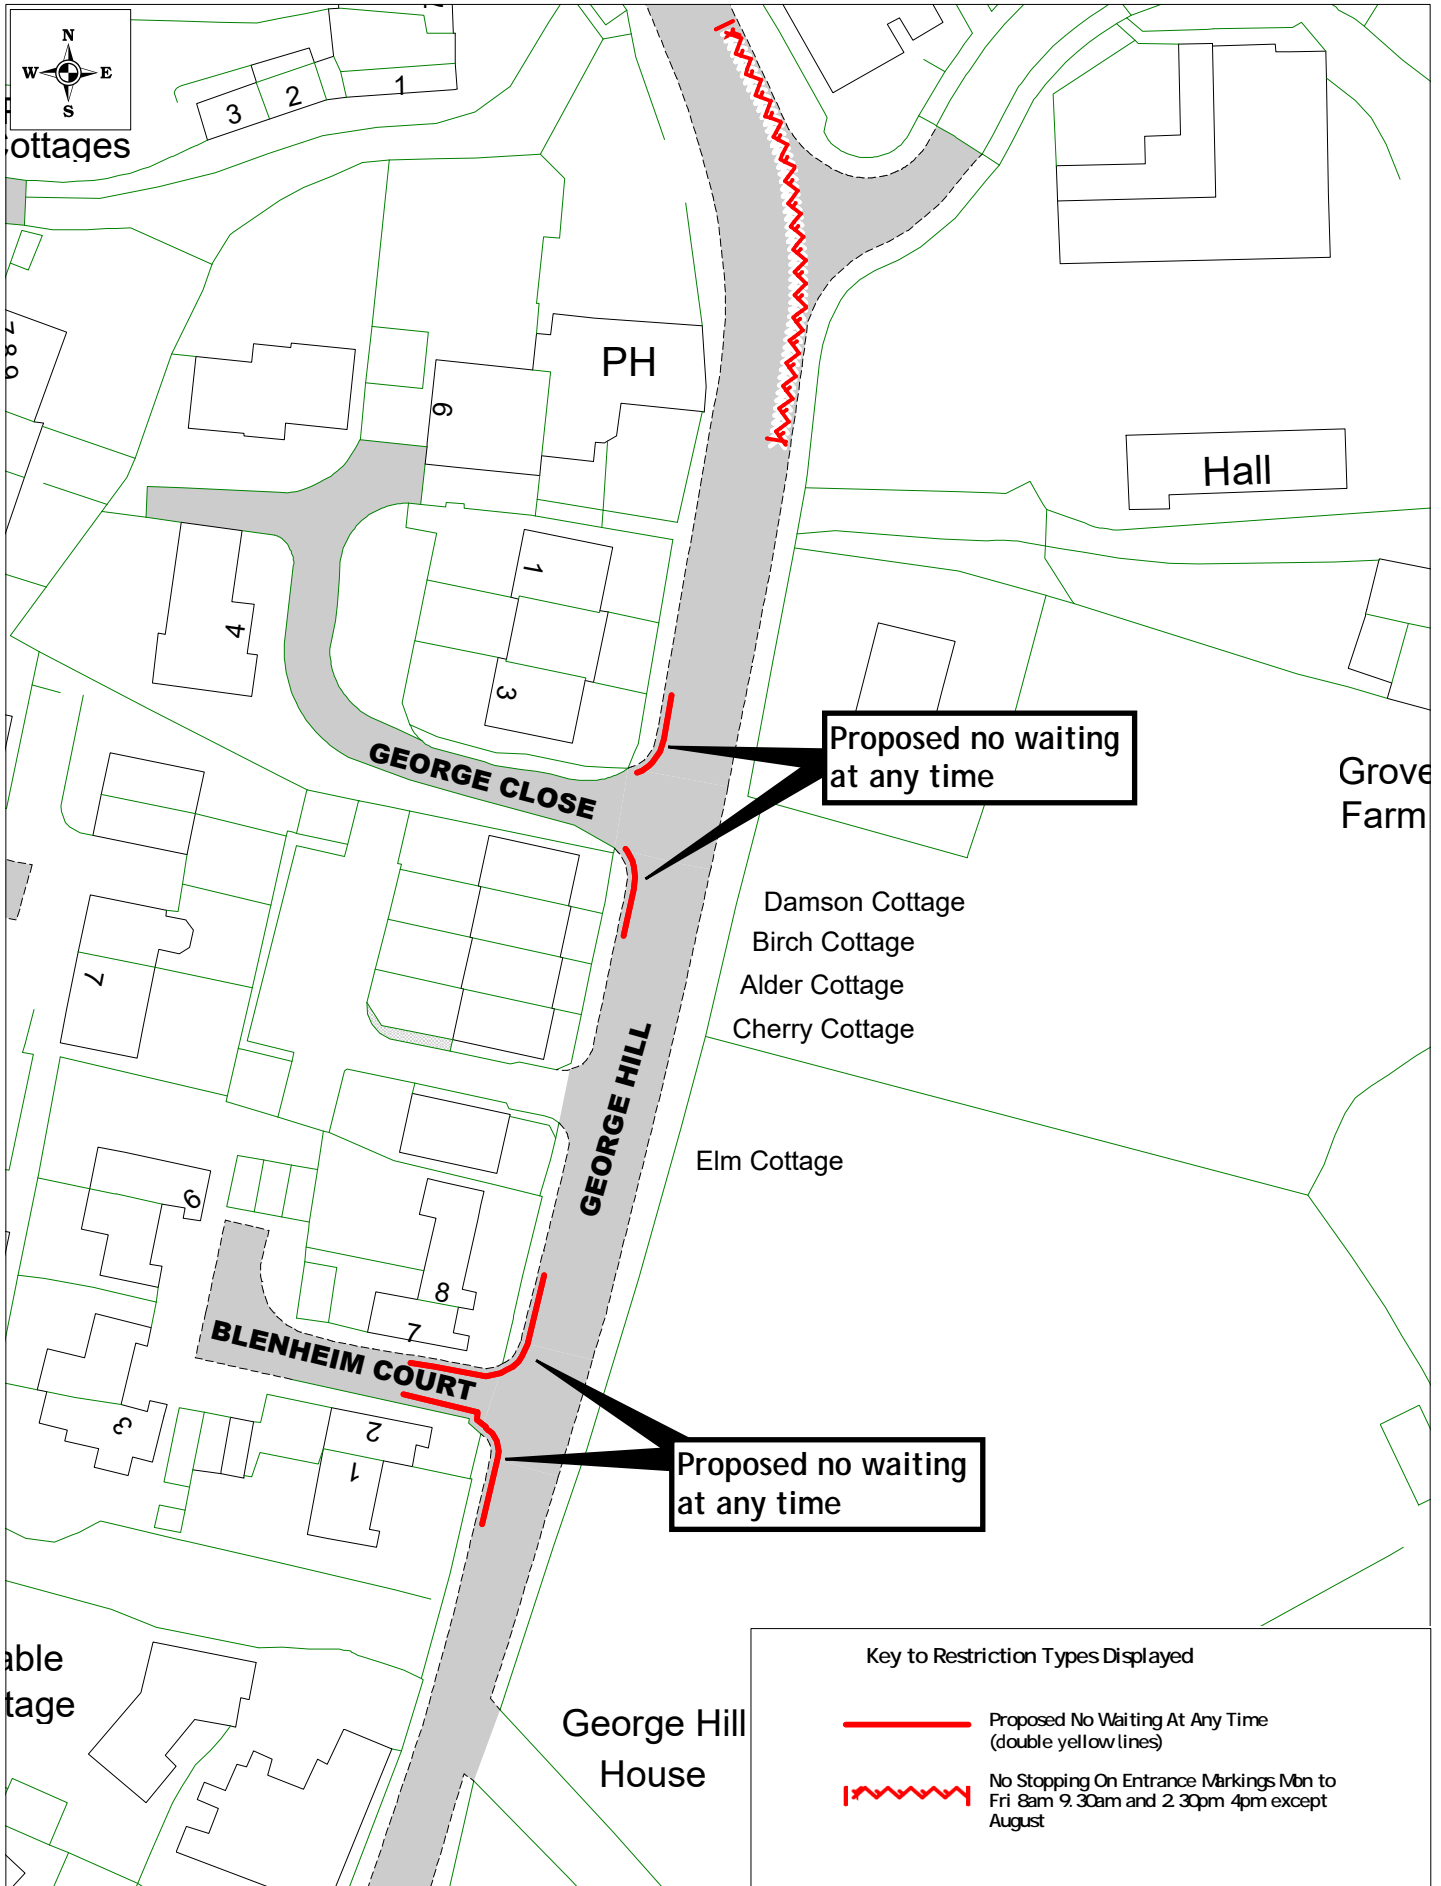 N
W E
S
3
2
1
ottages
PH
6
Hall
1
4
3
GEORGE CLOSE
Proposed no waiting
at any time
Grove
Farm
Damson Cottage
Birch Cottage
Alder Cottage
Cherry Cottage
7
GEORGE HILL
Elm Cottage
9
8
7
BLENHEIM COURT
3
2
1
Proposed no waiting
at any time
able
tage
George Hill
House
Key to Restriction Types Displayed
Proposed No Waiting At Any Time
(double yellow lines)
No Stopping On Entrance Markings Mon to
Fri 8am 9.30am and 2.30pm 4pm except
August